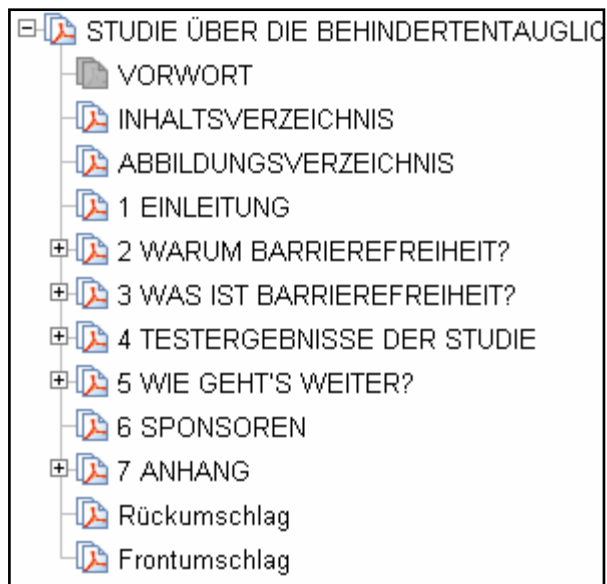 STUDIE ÜBER DIE BEHINDERTENTAUGLIC
VORWORT
INHALTSVERZEICHNIS
ABBILDUNGSVERZEICHNIS
1 EINLEITUNG
2 WARUM BARRIEREFREIHEIT?
3 WAS IST BARRIEREFREIHEIT?
4 TESTERGEBNISSE DER STUDIE
5 WIE GEHT'S WEITER?
6 SPONSOREN
7 ANHANG
Rückumschlag
Frontumschlag